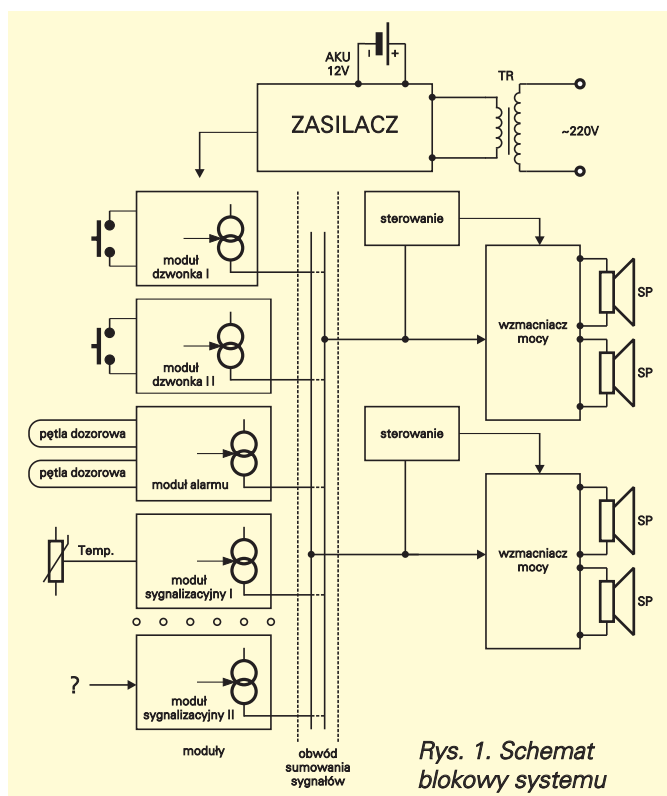 AKU
12V
-
+
TR
ZASILACZ
~220V
moduł
dzwonka I
sterowanie
wzmacniacz
mocy
SP
SP
moduł
dzwonka II
pętla dozorowa
pętla dozorowa
moduł alarmu
sterowanie
wzmacniacz
mocy
SP
SP
Temp.
moduł
sygnalizacyjny I
?
moduł
sygnalizacyjny II
moduły
obwód
sumowania
sygnałów
Rys. 1. Schemat
blokowy systemu